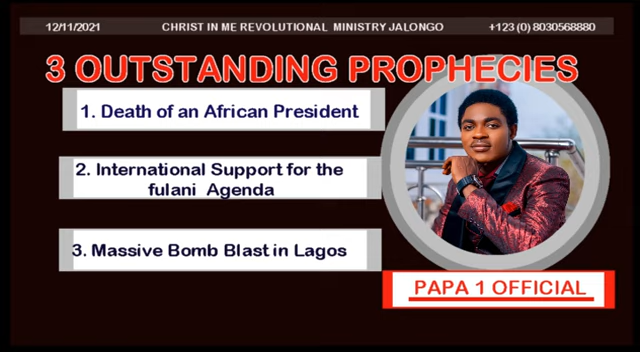 12/11/2021 CHRIST IN ME REVOLUTIONAL MINISTRY JALONGO +123 (0) 8030568880
3 OUTSTANDING PROPHECIES
1. Death of an African President
2. International Support for the
fulani Agenda
3. Massive Bomb Blast in Lagos
PAPA 1 OFFICIAL